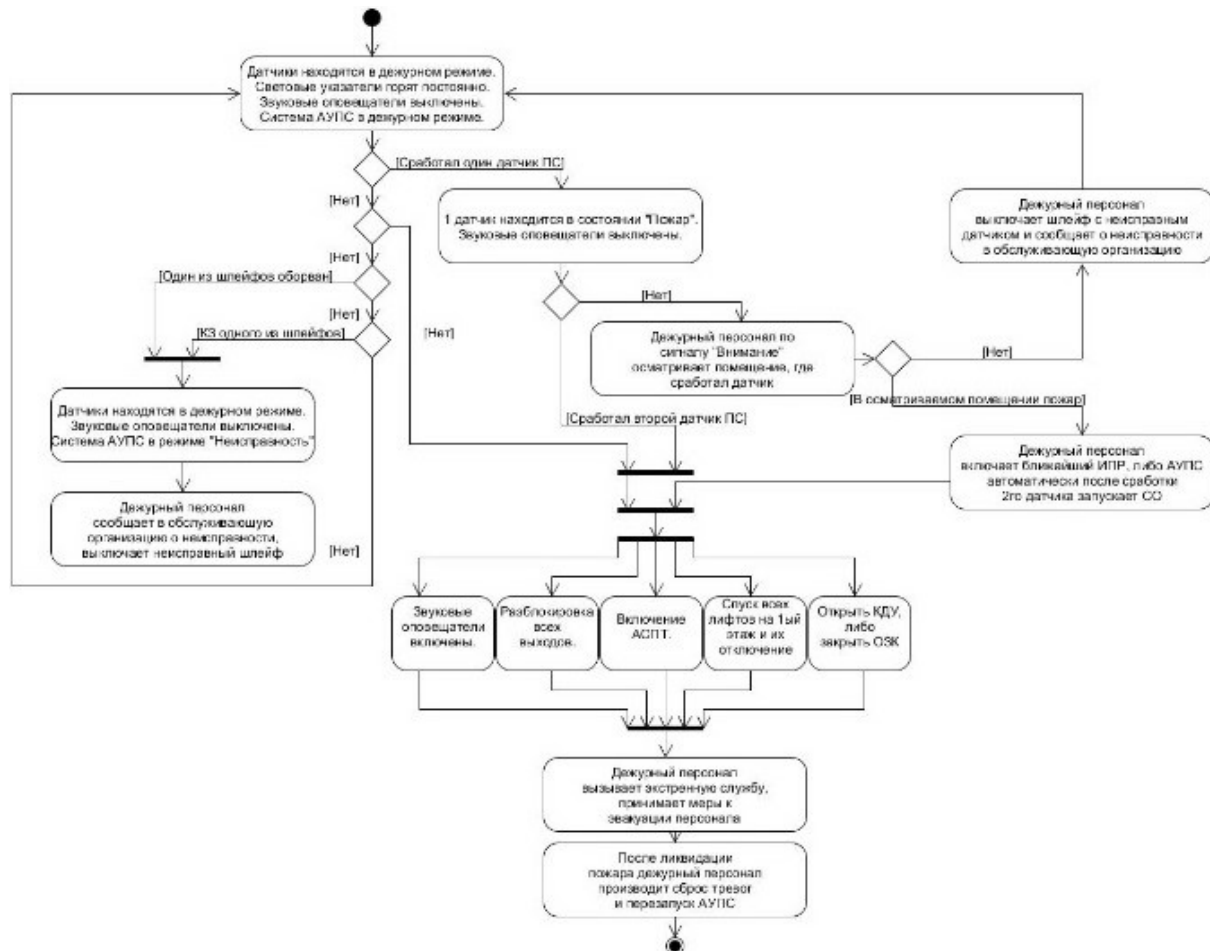 Датчики находятся в дежурном режиме.
Световые указатели горят постоянно.
Звуковые оповещатели выключены.
Система АУПС в дежурном режиме.
[Сработал один датчик ПС]
[Нет]
1 датчик находится в состоянии "Пожар".
Звуковые оповещатели выключены.
Дежурный персонал
выключает шлейф с неисправным
датчиком и сообщает о неисправности
в обслуживающую организацию
[Нет]
[Один из шлейфов оборван]
[Нет]
[КЗ одного из шлейфов]
[Нет]
[Нет]
Дежурный персонал по
сигналу "Внимание"
осматривает помещение, где
сработал датчик
[Нет]
[В осматриваемом помещении пожар]
Датчики находятся в дежурном режиме.
Звуковые оповещатели выключены.
Система АУПС в режиме "Неисправность"
[Сработал второй датчик ПС]
Дежурный персонал
включает ближайший ИПР, либо АУПС
автоматически после сработки
2го датчика запускает СО
Дежурный персонал
сообщает в обслуживающую
организацию о неисправности,
выключает неисправный шлейф
[Нет]
Звуковые
оповещатели
включены.
Разблокировка
всех
выходов.
Включение
АСПТ.
Спуск всех
лифтов на 1ый
этаж и их
отключение
Открыть КДУ,
либо
закрыть ОЗК
Дежурный персонал
вызывает экстренную службу,
принимает меры к
эвакуации персонала
После ликвидации
пожара дежурный персонал
производит сброс тревог
и перезапуск АУПС